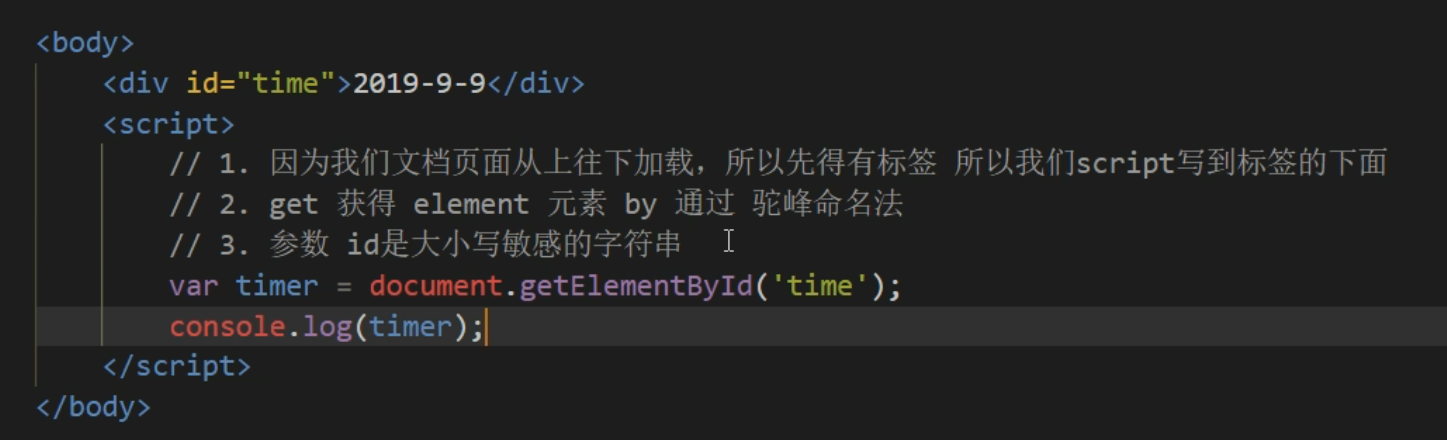 <body>
<div id="time">2019-9-9</div>
<script>
// 1. 因为我们文档页面从上往下加载，所以先得有标签 所以我们script写到标签的下面
// 2. get 获得 element 元素 by 通过 驼峰命名法
// 3. 参数 id是大小写敏感的字符串
var timer = document.getElementById('time');
console.log(timer);
</script>
</body>